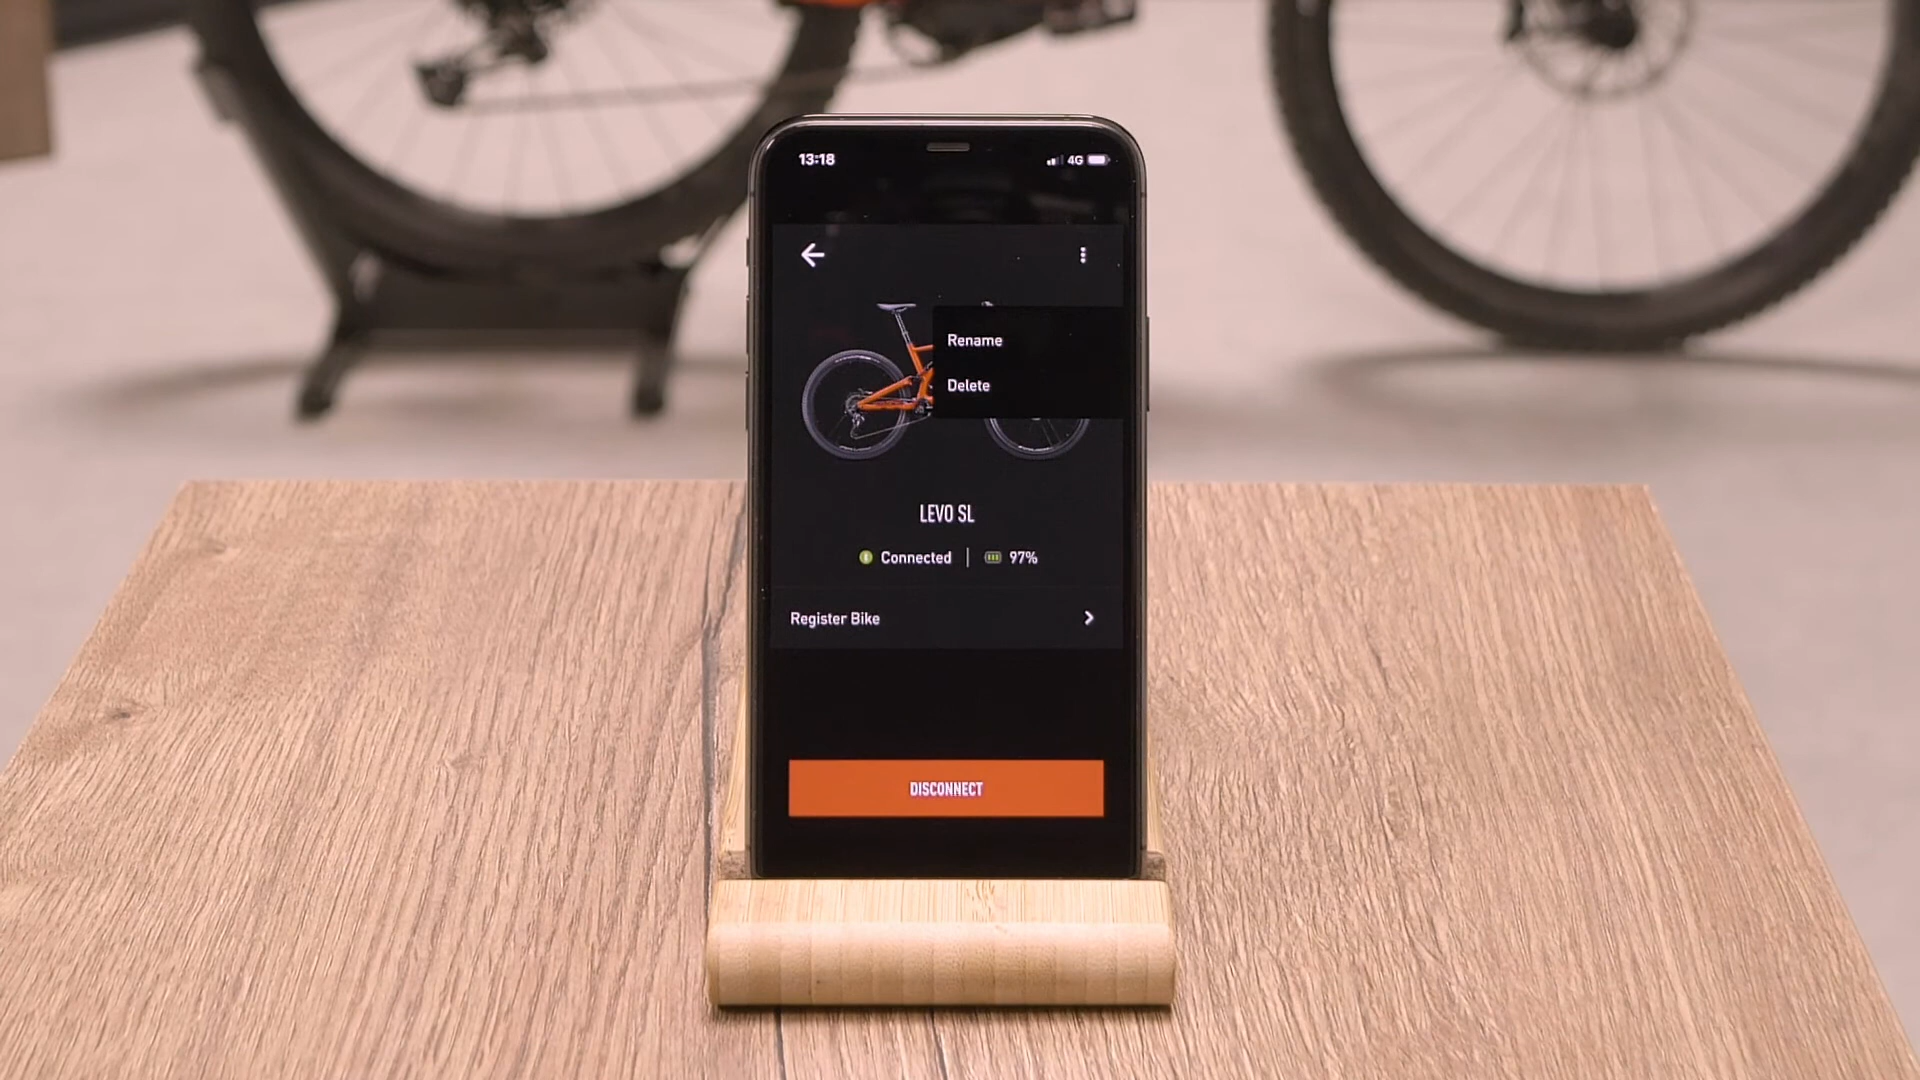 13:18
4G
Rename
Delete
LEVO SL
Connected
97%
Register Bike
DISCONNECT